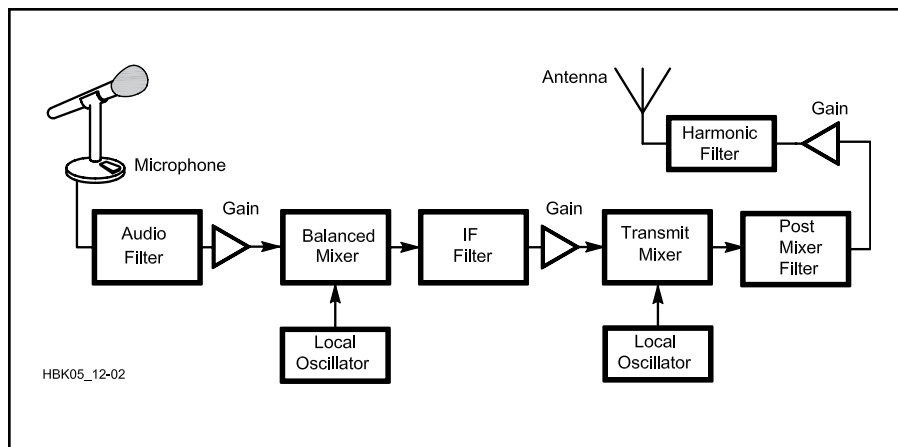 Microphone
Audio
Filter
Gain
Balanced
Mixer
Local
Oscillator
IF
Filter
Gain
Transmit
Mixer
Local
Oscillator
Post
Mixer
Filter
Gain
Harmonic
Filter
Antenna
HBK05_12-02